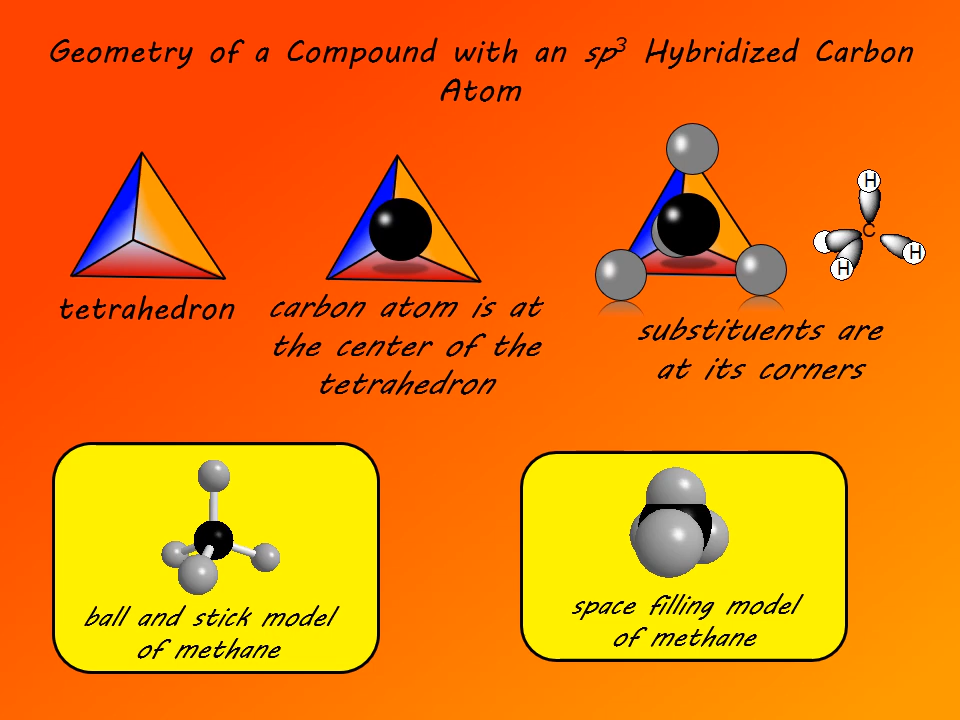 Geometry of a Compound with an sp³ Hybridized Carbon
Atom
H
C
H
H
tetrahedron
carbon atom is at
the center of the
tetrahedron
substituents are
at its corners
ball and stick model
of methane
space filling model
of methane